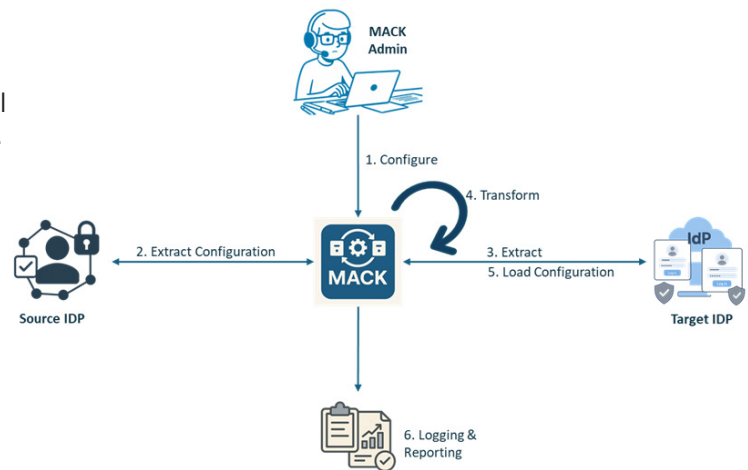 MACK
Admin
1. Configure
4. Transform
2. Extract Configuration
MACK
3. Extract
5. Load Configuration
IdP
Source IDP
Target IDP
6. Logging &
Reporting